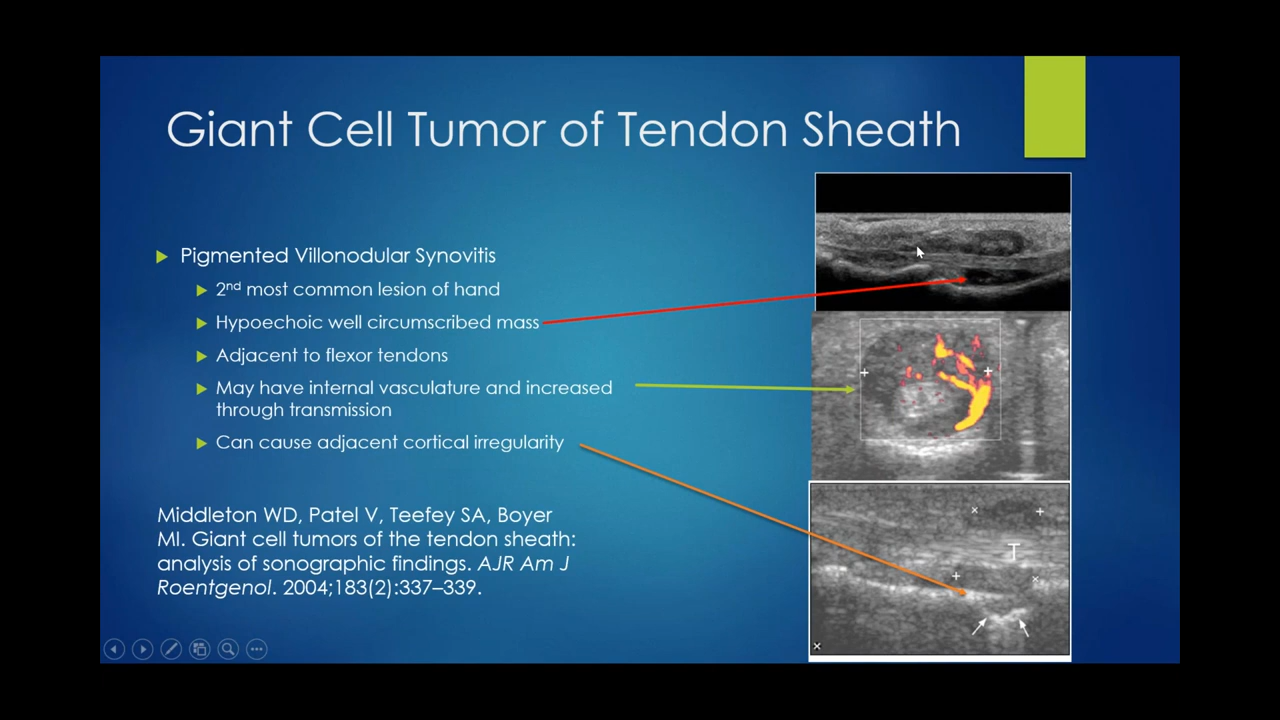 Giant Cell Tumor of Tendon Sheath
Pigmented Villonodular Synovitis
2nd most common lesion of hand
Hypoechoic well circumscribed mass
Adjacent to flexor tendons
May have internal vasculature and increased
through transmission
Can cause adjacent cortical irregularity
Middleton WD, Patel V, Teefey SA, Boyer
MI. Giant cell tumors of the tendon sheath:
analysis of sonographic findings. AJR Am J
Roentgenol. 2004;183(2):337–339.
T